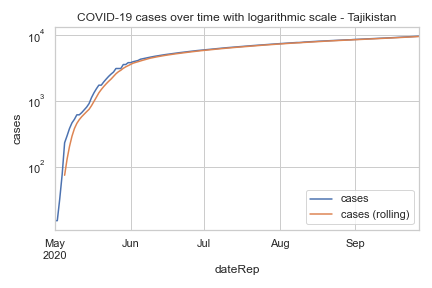 COVID-19 cases over time with logarithmic scale - Tajikistan
10⁴
10³
10²
cases
May
2020
Jun
Jul
Aug
Sep
dateRep
cases
cases (rolling)